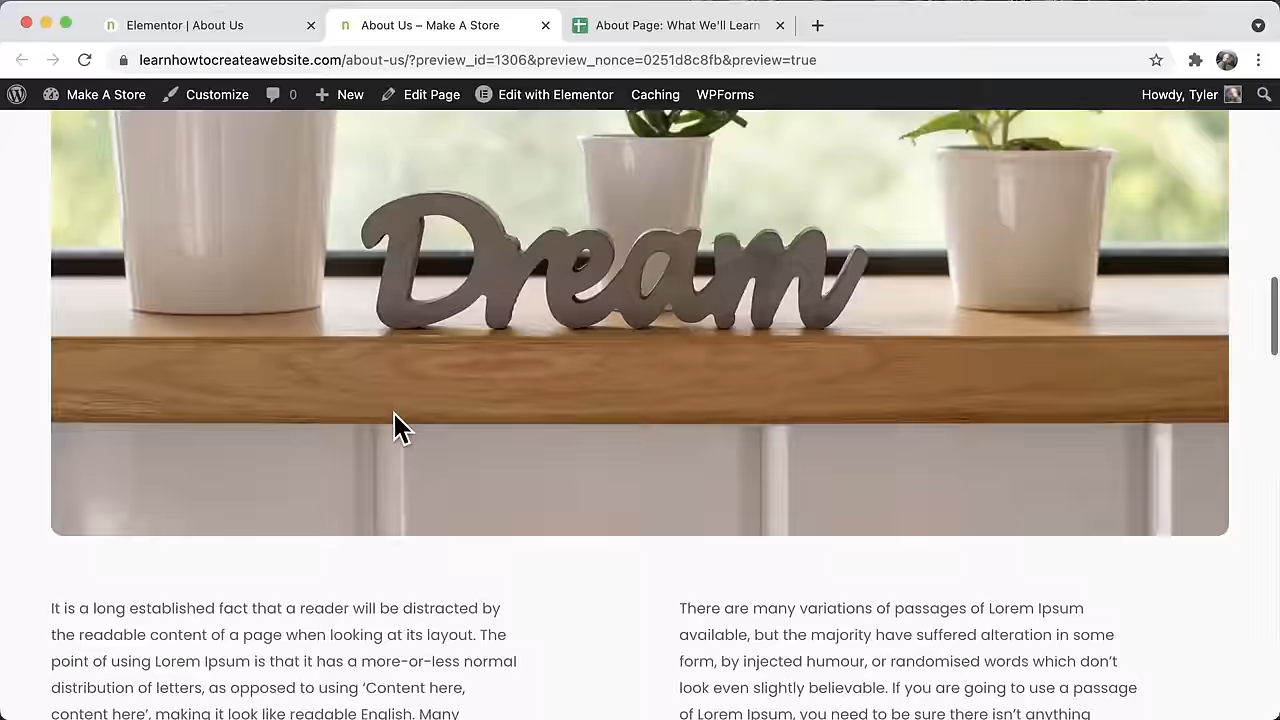 Elementor | About Us
About Us – Make A Store
About Page: What We'll Learn
learnhowtocreateawebsite.com/about-us/?preview_id=1306&preview_nonce=0251d8c8fb&preview=true
Make A Store
Customize
0
New
Edit Page
Edit with Elementor
Caching
WPForms
Howdy, Tyler
Dream
It is a long established fact that a reader will be distracted by
the readable content of a page when looking at its layout. The
point of using Lorem Ipsum is that it has a more-or-less normal
distribution of letters, as opposed to using ‘Content here,
content here’, making it look like readable English. Many
There are many variations of passages of Lorem Ipsum
available, but the majority have suffered alteration in some
form, by injected humour, or randomised words which don’t
look even slightly believable. If you are going to use a passage
of Lorem Ipsum, you need to be sure there isn’t anything